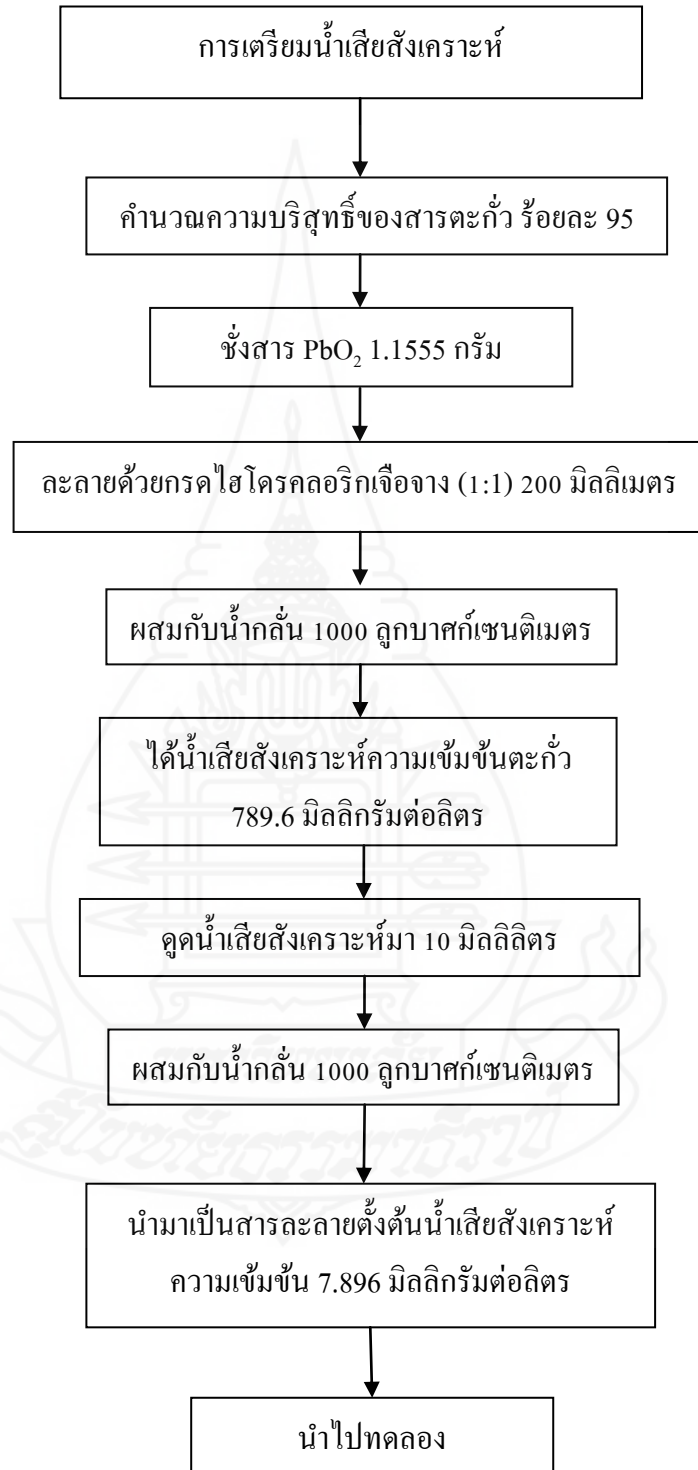 การเตรียมน้ำเสียสังเคราะห์
คำนวณความบริสุทธิ์ของสารตะกั่ว ร้อยละ 95
ชั่งสาร PbO₂ 1.1555 กรัม
ละลายด้วยกรดไฮโดรคลอริกเจือจาง (1:1) 200 มิลลิเมตร
ผสมกับน้ำกลั่น 1000 ลูกบาศก์เซนติเมตร
ได้น้ำเสียสังเคราะห์ความเข้มข้นตะกั่ว
789.6 มิลลิกรัมต่อลิตร
ดูดน้ำเสียสังเคราะห์มา 10 มิลลิลิตร
ผสมกับน้ำกลั่น 1000 ลูกบาศก์เซนติเมตร
นำมาเป็นสารละลายตั้งต้นน้ำเสียสังเคราะห์
ความเข้มข้น 7.896 มิลลิกรัมต่อลิตร
นำไปทดลอง